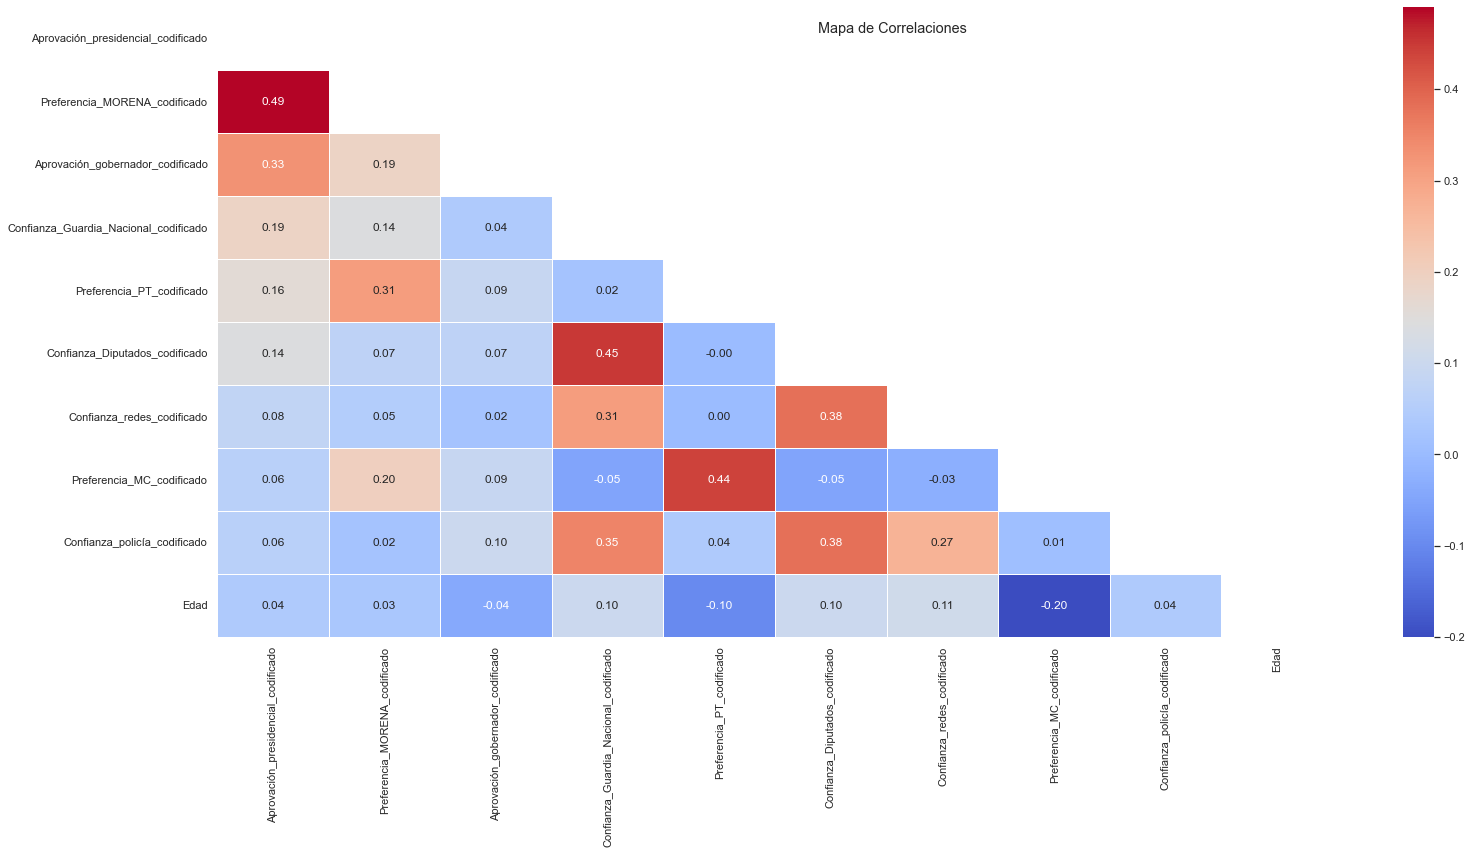 Mapa de Correlaciones
Aprovación_presidencial_codificado
Preferencia_MORENA_codificado
0.49
Aprovación_gobernador_codificado
0.33 0.19
Confianza_Guardia_Nacional_codificado
0.19 0.14 0.04
Preferencia_PT_codificado
0.16 0.31 0.09 0.02
Confianza_Diputados_codificado
0.14 0.07 0.07 0.45 -0.00
Confianza_redes_codificado
0.08 0.05 0.02 0.31 0.00 0.38
Preferencia_MC_codificado
0.06 0.20 0.09 -0.05 0.44 -0.05 -0.03
Confianza_policía_codificado
0.06 0.02 0.10 0.35 0.04 0.38 0.27 0.01
Edad
0.04 0.03 -0.04 0.10 -0.10 0.10 0.11 -0.20 0.04
Aprovación_presidencial_codificado
Preferencia_MORENA_codificado
Aprovación_gobernador_codificado
Confianza_Guardia_Nacional_codificado
Preferencia_PT_codificado
Confianza_Diputados_codificado
Confianza_redes_codificado
Preferencia_MC_codificado
Confianza_policía_codificado
Edad
0.4
0.3
0.2
0.1
0.0
−0.1
−0.2